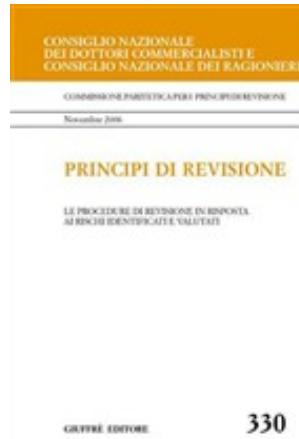 CONSIGLIO NAZIONALE
DEI DOTTORI COMMERCIALISTI E
CONSIGLIO NAZIONALE DEI RAGIONIERI
COMMISSIONE PARITETICA PER I PRINCIPI DI REVISIONE
Novembre 2006
PRINCIPI DI REVISIONE
LE PROCEDURE DI REVISIONE IN RISPOSTA
AI RISCHI IDENTIFICATI E VALUTATI
GIUFFRÈ EDITORE
330